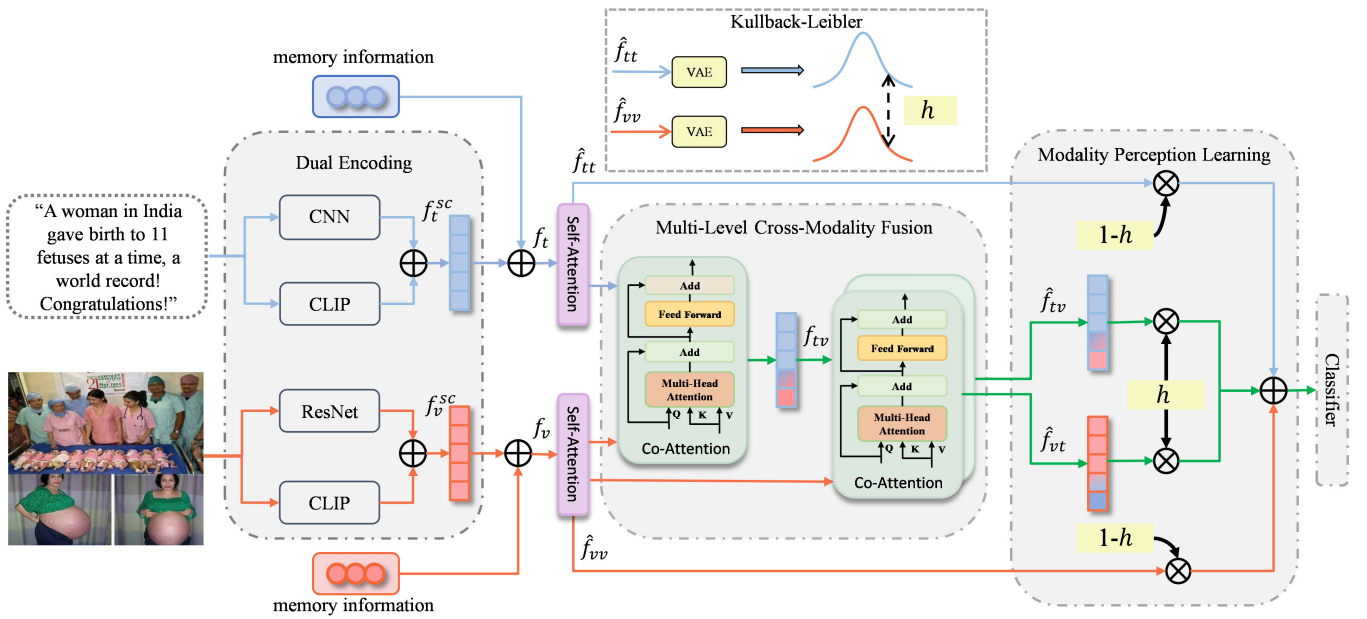 Kullback-Leibler
f̂tt
VAE
h
f̂vv
VAE
memory information
Dual Encoding
“A woman in India
gave birth to 11
fetuses at a time, a
world record!
Congratulations!”
CNN
CLIP
f_t^sc
f_t
Self-Attention
f̂tt
ResNet
CLIP
f_v^sc
f_v
Self-Attention
f̂vv
memory information
Multi-Level Cross-Modality Fusion
Add
Feed Forward
Add
Multi-Head
Attention
Q K V
Co-Attention
f_tv
Add
Feed Forward
Add
Multi-Head
Attention
Q K V
Co-Attention
Modality Perception Learning
1-h
f̂tv
h
f̂vt
1-h
Classifier